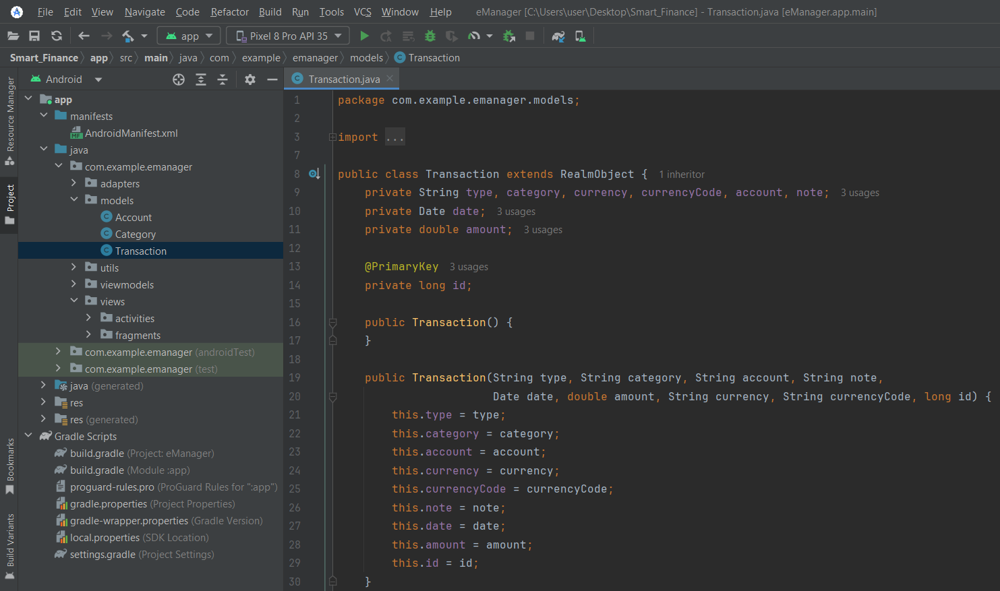 File Edit View Navigate Code Refactor Build Run Tools VCS Window Help eManager [C:\Users\user\Desktop\Smart_Finance] - Transaction.java [eManager.app.main]
app Pixel 8 Pro API 35
Smart_Finance app src main java com example emanager models Transaction
Resource Manager
Project
Bookmarks
Build Variants
Android
app
manifests
AndroidManifest.xml
java
com.example.emanager
adapters
models
Account
Category
Transaction
utils
viewmodels
views
activities
fragments
com.example.emanager (androidTest)
com.example.emanager (test)
java (generated)
res
res (generated)
Gradle Scripts
build.gradle (Project: eManager)
build.gradle (Module :app)
proguard-rules.pro (ProGuard Rules for ":app")
gradle.properties (Project Properties)
gradle-wrapper.properties (Gradle Version)
local.properties (SDK Location)
settings.gradle (Project Settings)
Transaction.java
1 package com.example.emanager.models;
2
3 import ...
7
8 public class Transaction extends RealmObject { 1 inheritor
9 private String type, category, currency, currencyCode, account, note; 3 usages
10 private Date date; 3 usages
11 private double amount; 3 usages
12
13 @PrimaryKey 3 usages
14 private long id;
15
16 public Transaction() {
17 }
18
19 public Transaction(String type, String category, String account, String note,
20 Date date, double amount, String currency, String currencyCode, long id) {
21 this.type = type;
22 this.category = category;
23 this.account = account;
24 this.currency = currency;
25 this.currencyCode = currencyCode;
26 this.note = note;
27 this.date = date;
28 this.amount = amount;
29 this.id = id;
30 }